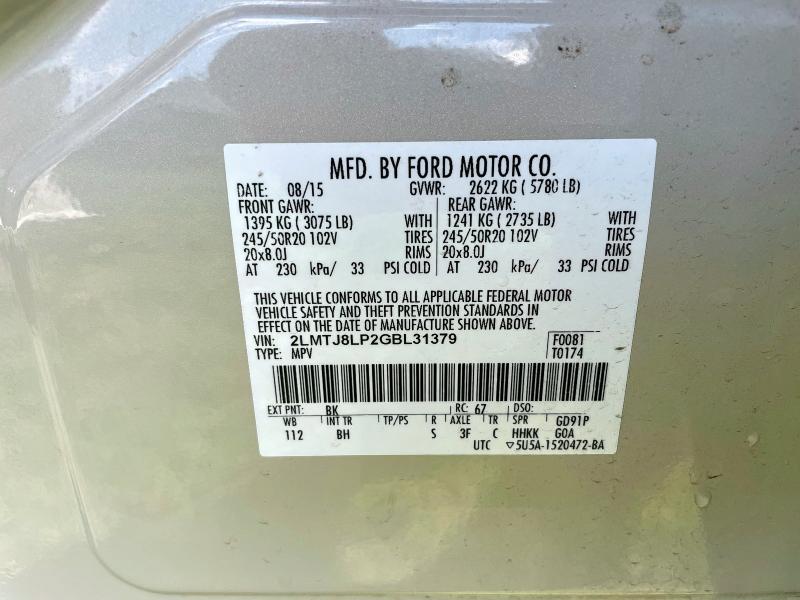 MFD. BY FORD MOTOR CO.
DATE: 08/15 GVWR: 2622 KG ( 5780 LB)
FRONT GAWR: REAR GAWR:
1395 KG ( 3075 LB) WITH 1241 KG ( 2735 LB) WITH
245/50R20 102V TIRES 245/50R20 102V TIRES
20x8.0J RIMS 20x8.0J RIMS
AT 230 kPa/ 33 PSI COLD AT 230 kPa/ 33 PSI COLD
THIS VEHICLE CONFORMS TO ALL APPLICABLE FEDERAL MOTOR
VEHICLE SAFETY AND THEFT PREVENTION STANDARDS IN
EFFECT ON THE DATE OF MANUFACTURE SHOWN ABOVE.
VIN: 2LMTJ8LP2GBL31379 F0081
TYPE: MPV T0174
EXT PNT: BK RC: 67 DSO:
WB INT TR TP/PS R AXLE TR SPR GD91P
112 BH S 3F C HHKK GOA
UTC ▽5U5A-1520472-BA